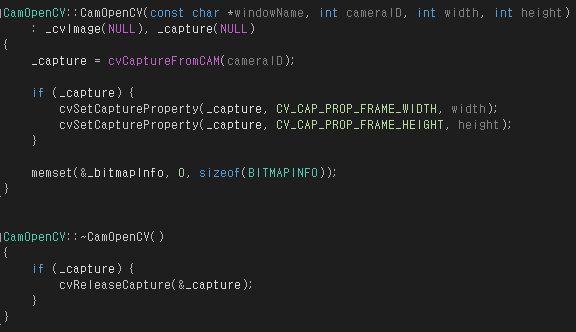 CamOpenCV::CamOpenCV(const char *windowName, int cameraID, int width, int height)
    : _cvImage(NULL), _capture(NULL)
{
    _capture = cvCaptureFromCAM(cameraID);

    if (_capture) {
        cvSetCaptureProperty(_capture, CV_CAP_PROP_FRAME_WIDTH, width);
        cvSetCaptureProperty(_capture, CV_CAP_PROP_FRAME_HEIGHT, height);
    }

    memset(&_bitmapInfo, 0, sizeof(BITMAPINFO));
}

CamOpenCV::~CamOpenCV()
{
    if (_capture) {
        cvReleaseCapture(&_capture);
    }
}